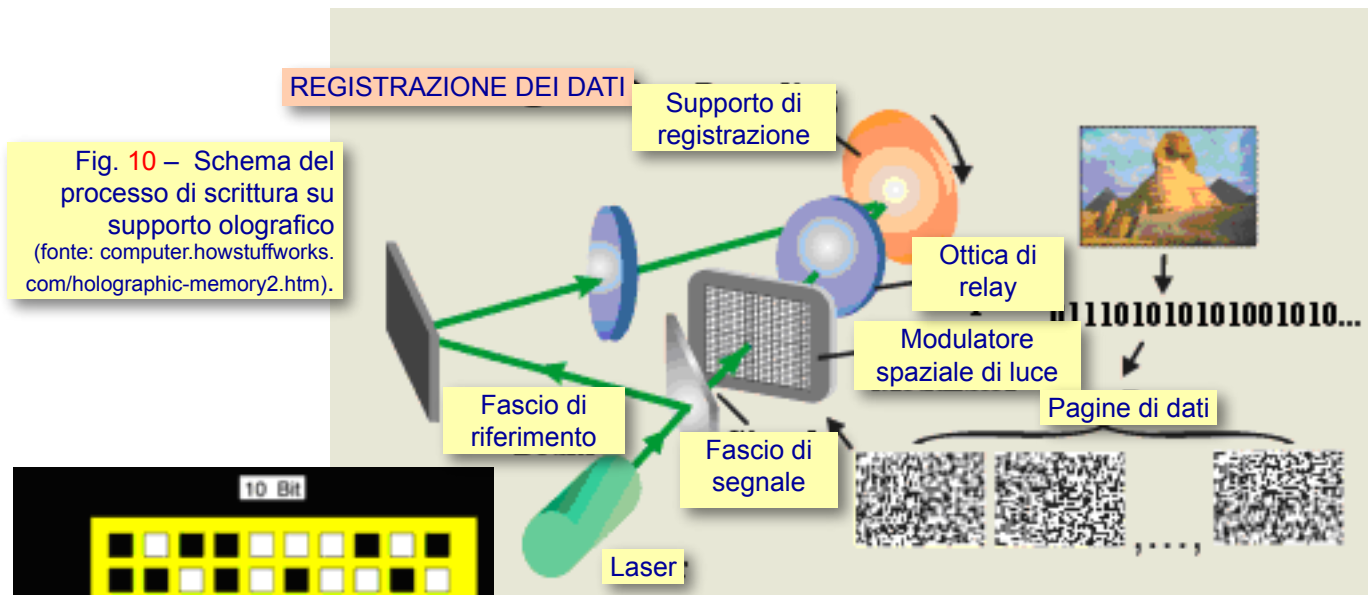 REGISTRAZIONE DEI DATI
Supporto di
registrazione
Fig. 10 – Schema del
processo di scrittura su
supporto olografico
(fonte: computer.howstuffworks.
com/holographic-memory2.htm).
Ottica di
relay
011101010101001010...
Modulatore
spaziale di luce
Pagine di dati
Fascio di
riferimento
Fascio di
segnale
,...,
Laser
10 Bit